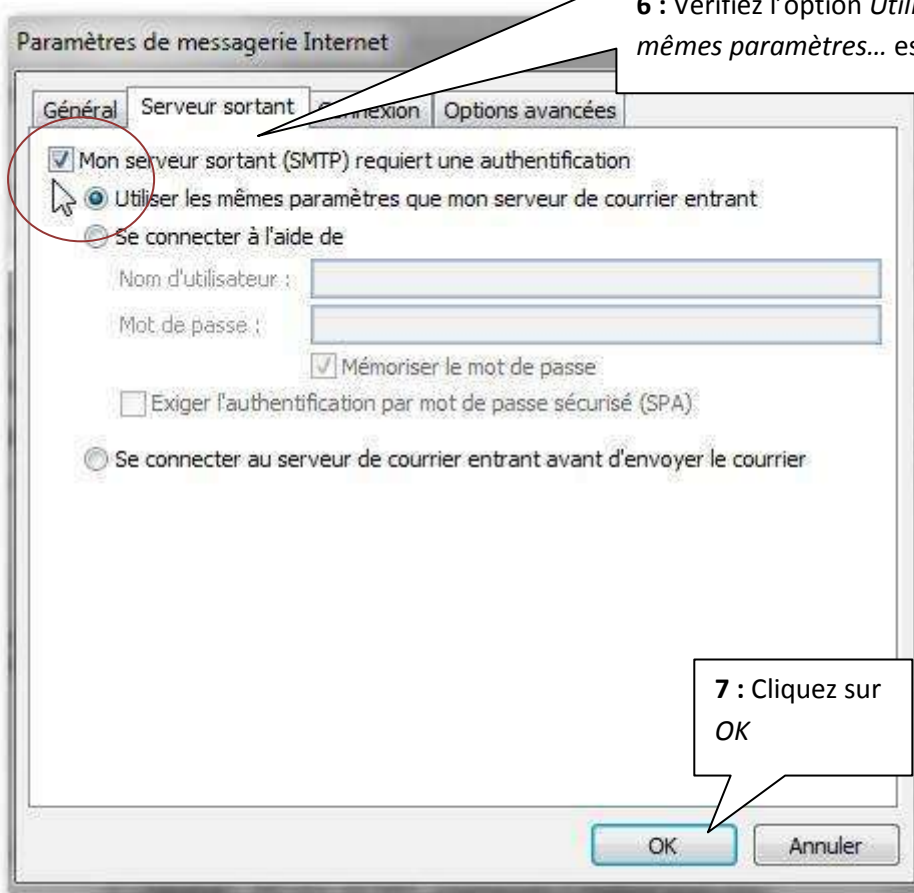 6 : Vérifiez l'option Utili
mêmes paramètres... es
Paramètres de messagerie Internet
Général Serveur sortant Connexion Options avancées
Mon serveur sortant (SMTP) requiert une authentification
Utiliser les mêmes paramètres que mon serveur de courrier entrant
Se connecter à l'aide de
Nom d'utilisateur :
Mot de passe :
Mémoriser le mot de passe
Exiger l'authentification par mot de passe sécurisé (SPA)
Se connecter au serveur de courrier entrant avant d'envoyer le courrier
7 : Cliquez sur
OK
OK Annuler